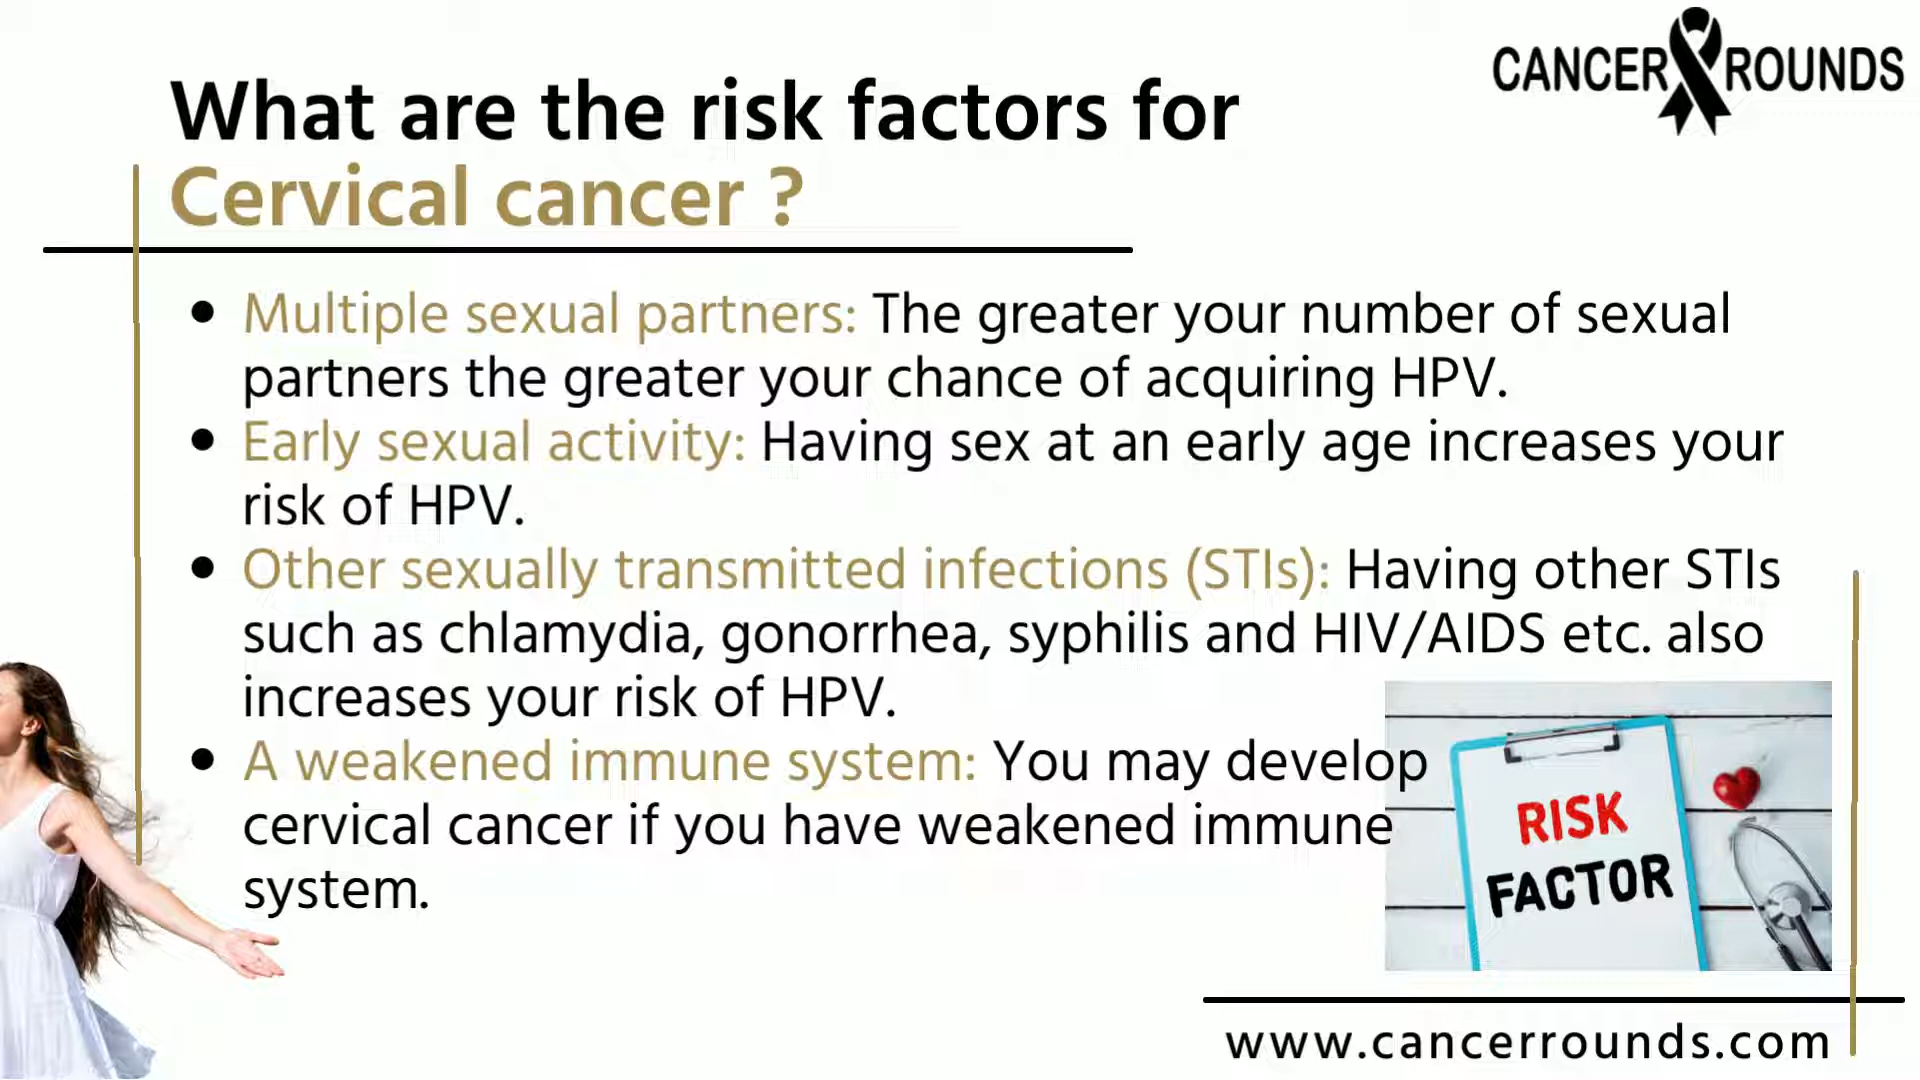 CANCER ROUNDS
What are the risk factors for
Cervical cancer ?
• Multiple sexual partners: The greater your number of sexual
partners the greater your chance of acquiring HPV.
• Early sexual activity: Having sex at an early age increases your
risk of HPV.
• Other sexually transmitted infections (STIs): Having other STIs
such as chlamydia, gonorrhea, syphilis and HIV/AIDS etc. also
increases your risk of HPV.
• A weakened immune system: You may develop
cervical cancer if you have weakened immune
system.
RISK
FACTOR
www.cancerrounds.com